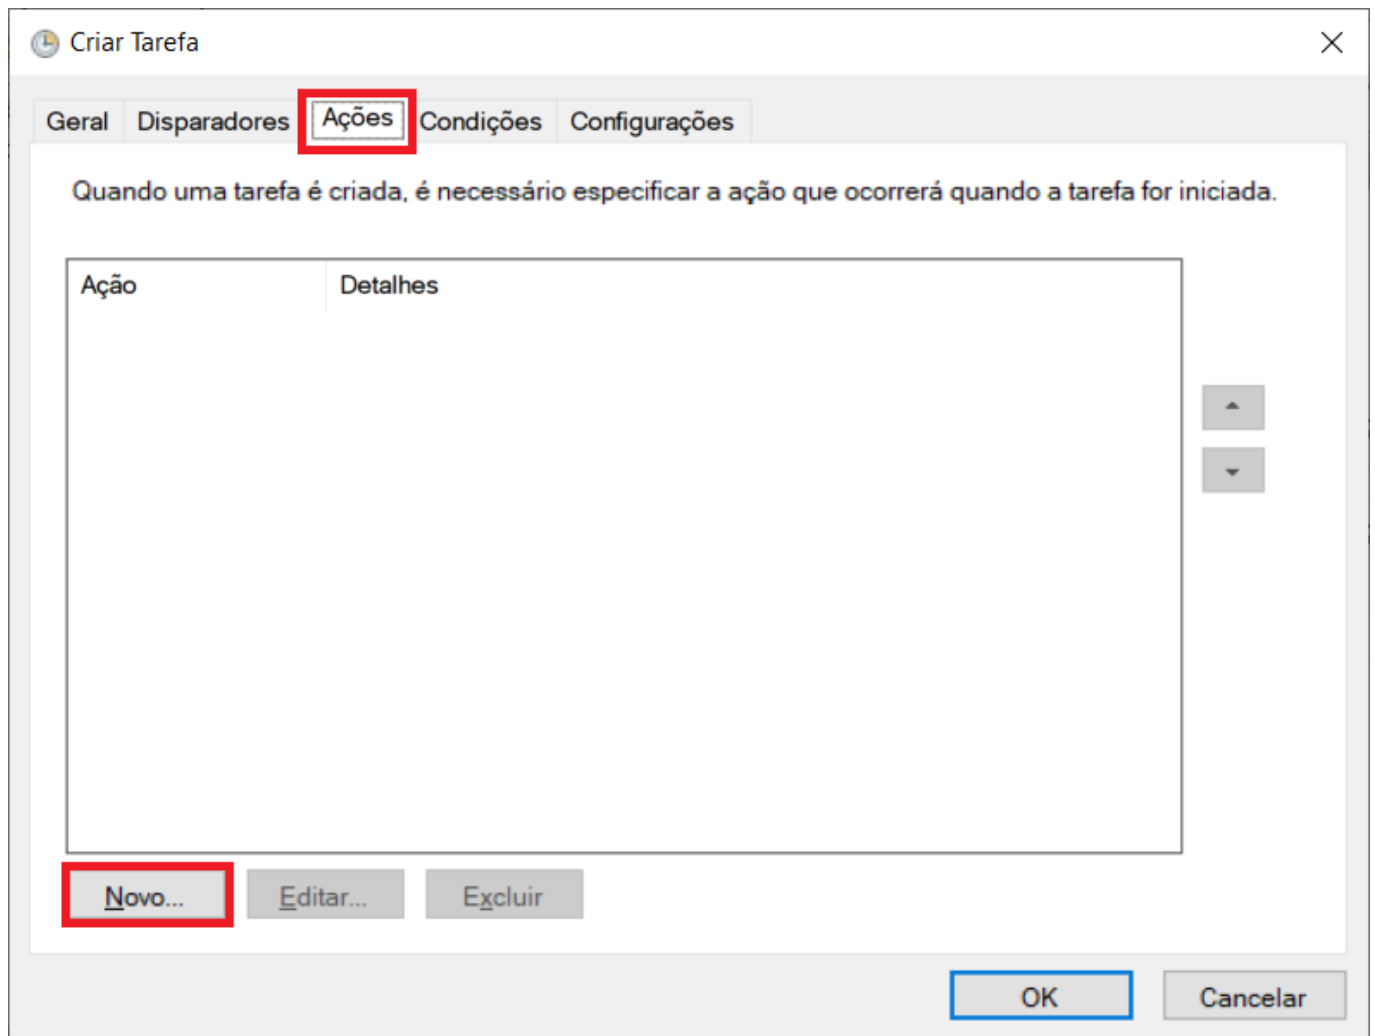 Criar Tarefa
Geral Disparadores Ações Condições Configurações
Quando uma tarefa é criada, é necessário especificar a ação que ocorrerá quando a tarefa for iniciada.
Ação Detalhes
Novo... Editar... Excluir
OK Cancelar